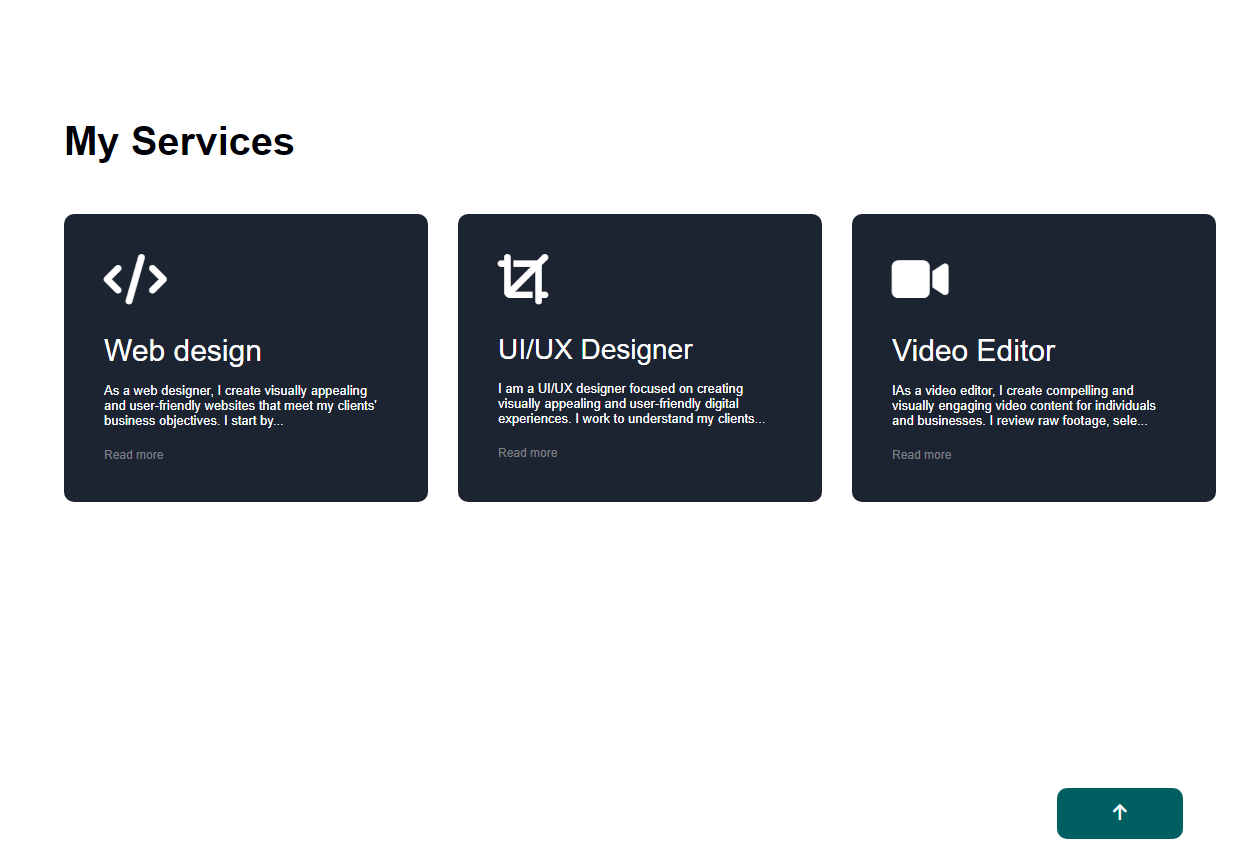 My Services
Web design
As a web designer, I create visually appealing
and user-friendly websites that meet my clients'
business objectives. I start by...
Read more
UI/UX Designer
I am a UI/UX designer focused on creating
visually appealing and user-friendly digital
experiences. I work to understand my clients...
Read more
Video Editor
IAs a video editor, I create compelling and
visually engaging video content for individuals
and businesses. I review raw footage, sele...
Read more